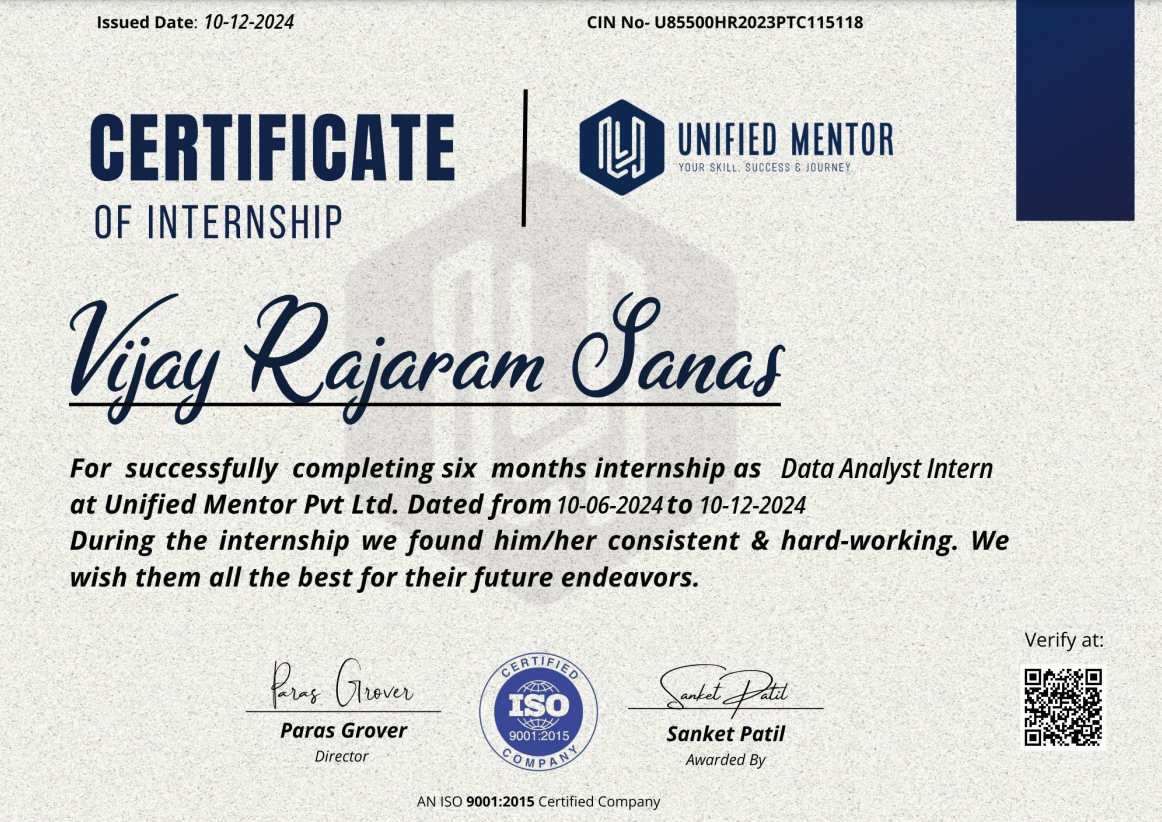 Issued Date: 10-12-2024
CIN No- U85500HR2023PTC115118
CERTIFICATE
OF INTERNSHIP
UNIFIED MENTOR
YOUR SKILL, SUCCESS & JOURNEY
Vijay Rajaram Sanas
For successfully completing six months internship as Data Analyst Intern
at Unified Mentor Pvt Ltd. Dated from 10-06-2024 to 10-12-2024
During the internship we found him/her consistent & hard-working. We
wish them all the best for their future endeavors.
Verify at:
Paras Grover
Paras Grover
Director
CERTIFIED
ISO
9001:2015
COMPANY
Sanket Patil
Sanket Patil
Awarded By
AN ISO 9001:2015 Certified Company